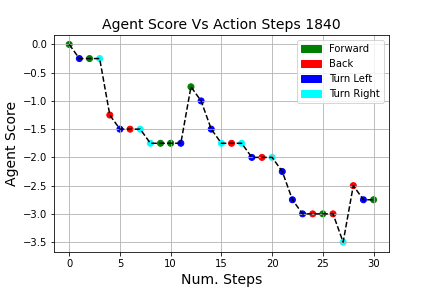 Agent Score Vs Action Steps 1840
Forward
Back
Turn Left
Turn Right
Agent Score
0.0
−0.5
−1.0
−1.5
−2.0
−2.5
−3.0
−3.5
0 5 10 15 20 25 30
Num. Steps